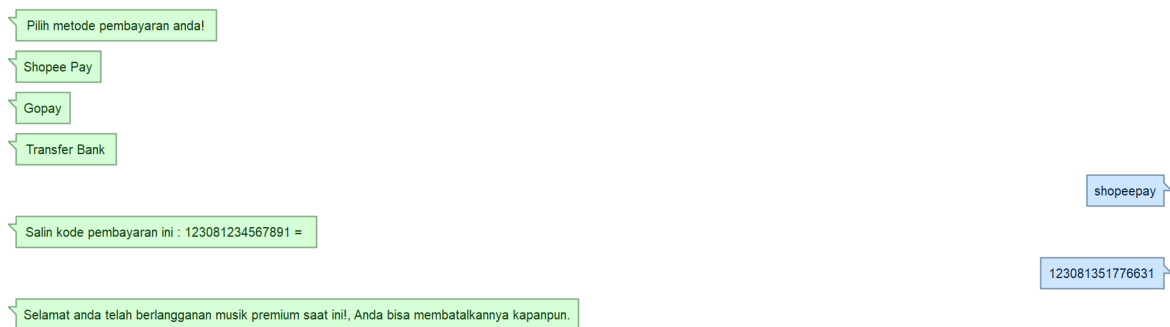 Pilih metode pembayaran anda!
Shopee Pay
Gopay
Transfer Bank
shopeepay
Salin kode pembayaran ini : 123081234567891 =
123081351776631
Selamat anda telah berlangganan musik premium saat ini!, Anda bisa membatalkannya kapanpun.